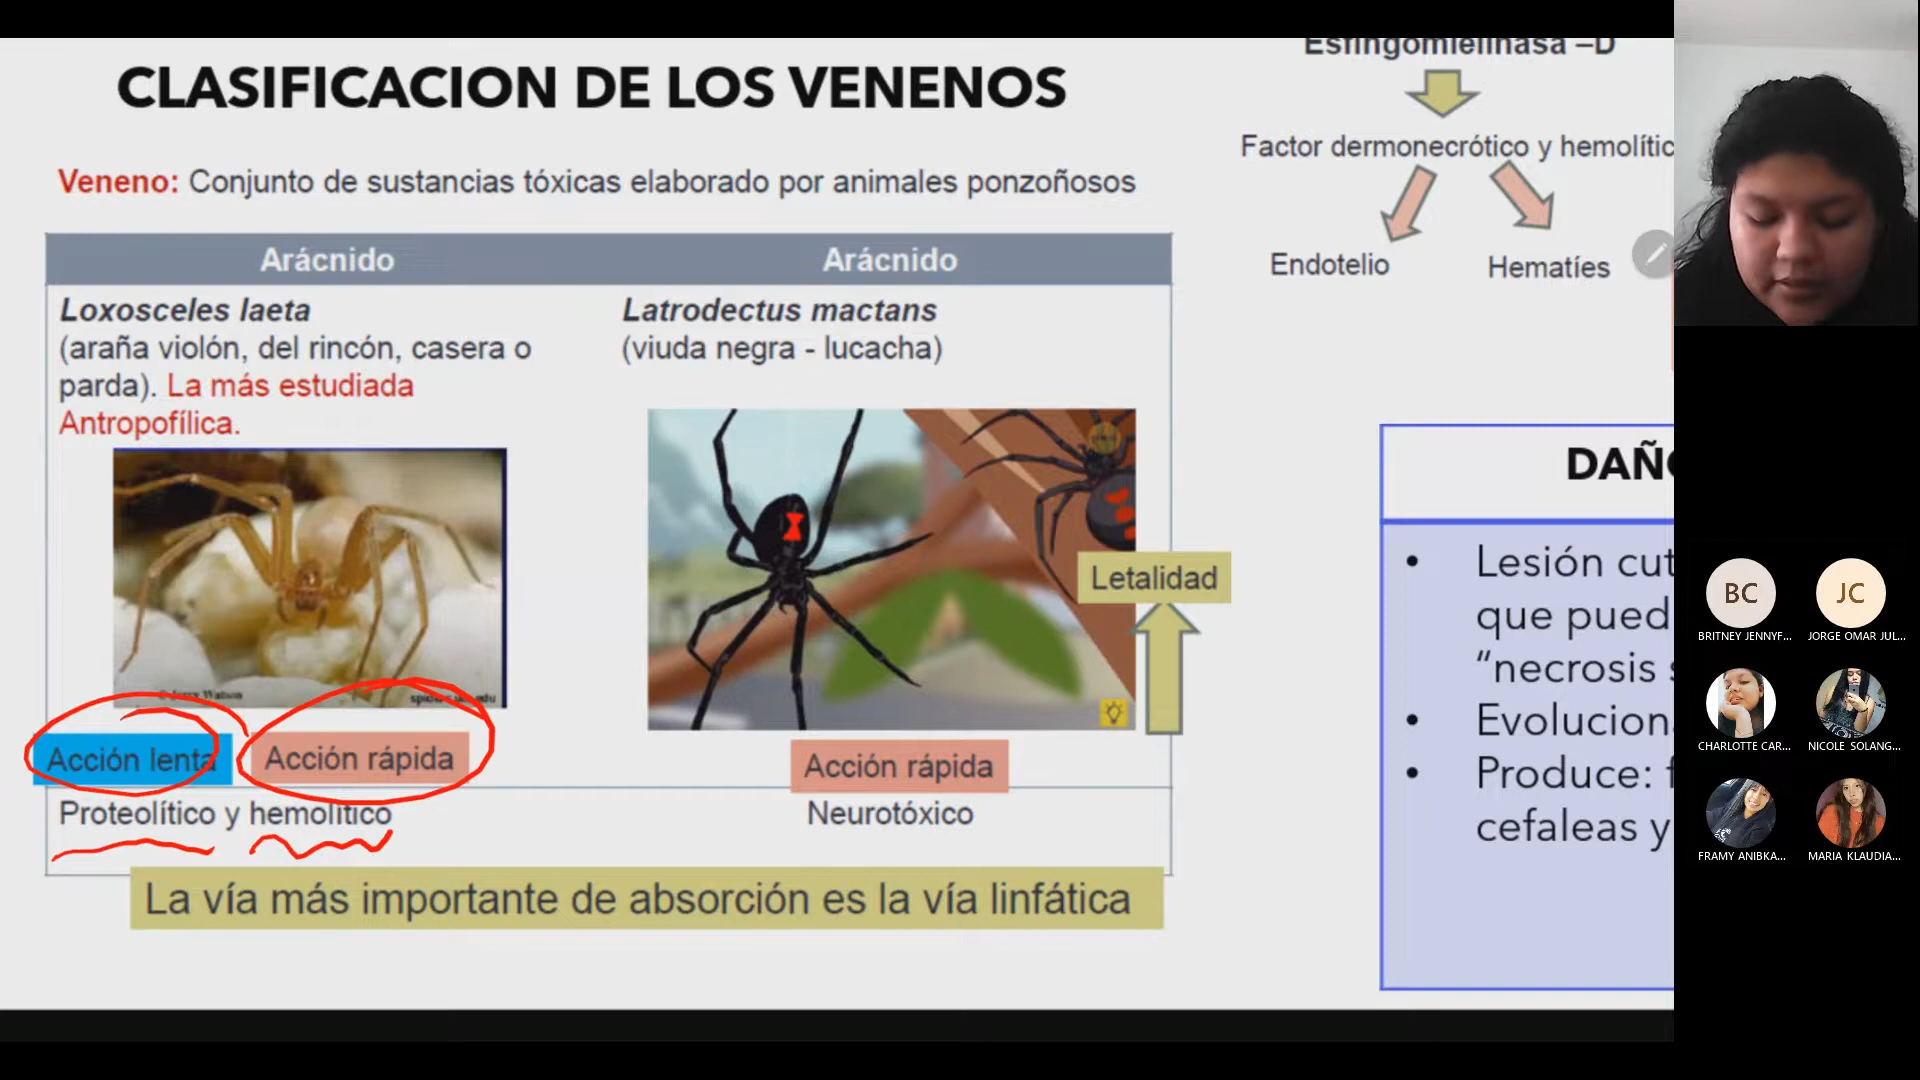 CLASIFICACION DE LOS VENENOS
Veneno: Conjunto de sustancias tóxicas elaborado por animales ponzoñosos
Arácnido
Arácnido
Loxosceles laeta
(araña violón, del rincón, casera o
parda). La más estudiada
Antropofílica.
Latrodectus mactans
(viuda negra - lucacha)
Letalidad
Acción lenta
Acción rápida
Acción rápida
Proteolítico y hemolítico
Neurotóxico
La vía más importante de absorción es la vía linfática
Esfingomielinasa –D
Factor dermonecrótico y hemolític
Endotelio
Hematíes
DAÑ
• Lesión cut
que pued
“necrosis
• Evolucion
• Produce:
cefaleas y
BC
BRITNEY JENNYF...
JC
JORGE OMAR JUL...
CHARLOTTE CAR...
NICOLE SOLANG...
FRAMY ANIBKA...
MARIA KLAUDIA...